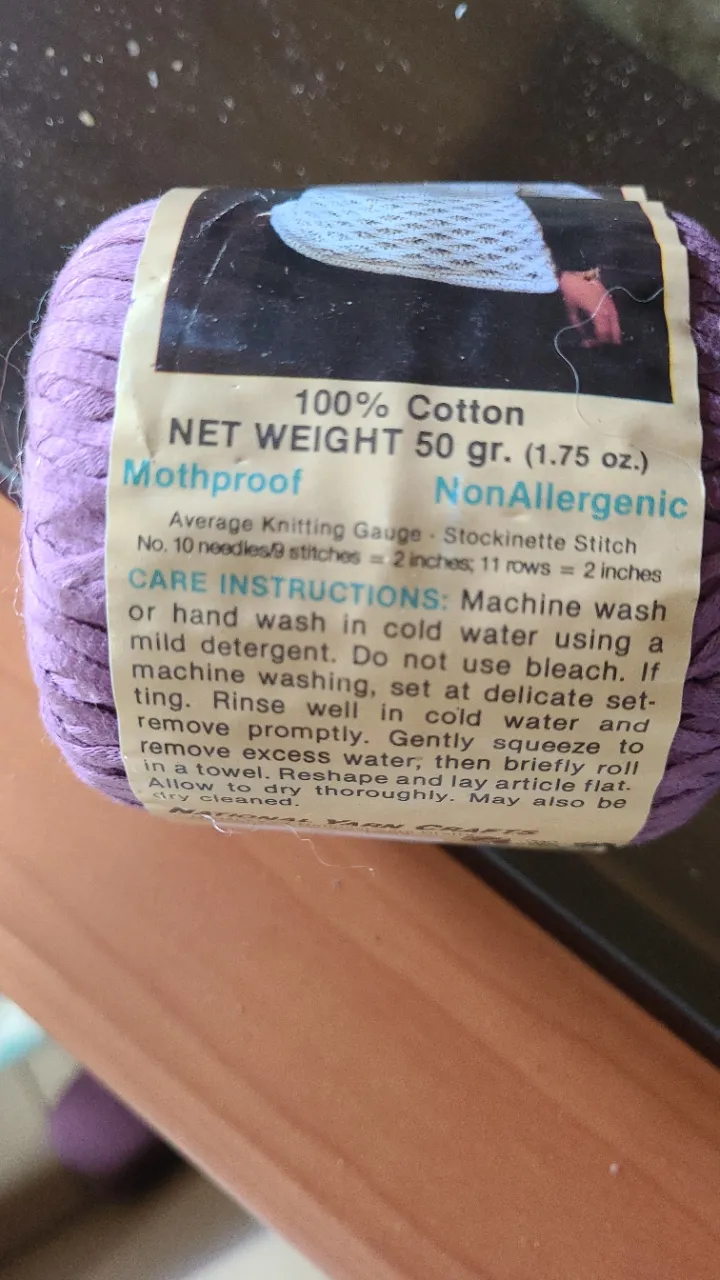 100% Cotton
NET WEIGHT 50 gr. (1.75 oz.)
Mothproof NonAllergenic
Average Knitting Gauge - Stockinette Stitch
No. 10 needles/9 stitches = 2 inches; 11 rows = 2 inches
CARE INSTRUCTIONS: Machine wash
or hand wash in cold water using a
mild detergent. Do not use bleach. If
machine washing, set at delicate set-
ting. Rinse well in cold water and
remove promptly. Gently squeeze to
remove excess water, then briefly roll
in a towel. Reshape and lay article flat.
Allow to dry thoroughly. May also be
dry cleaned.
NATIONAL YARN CRAFTS